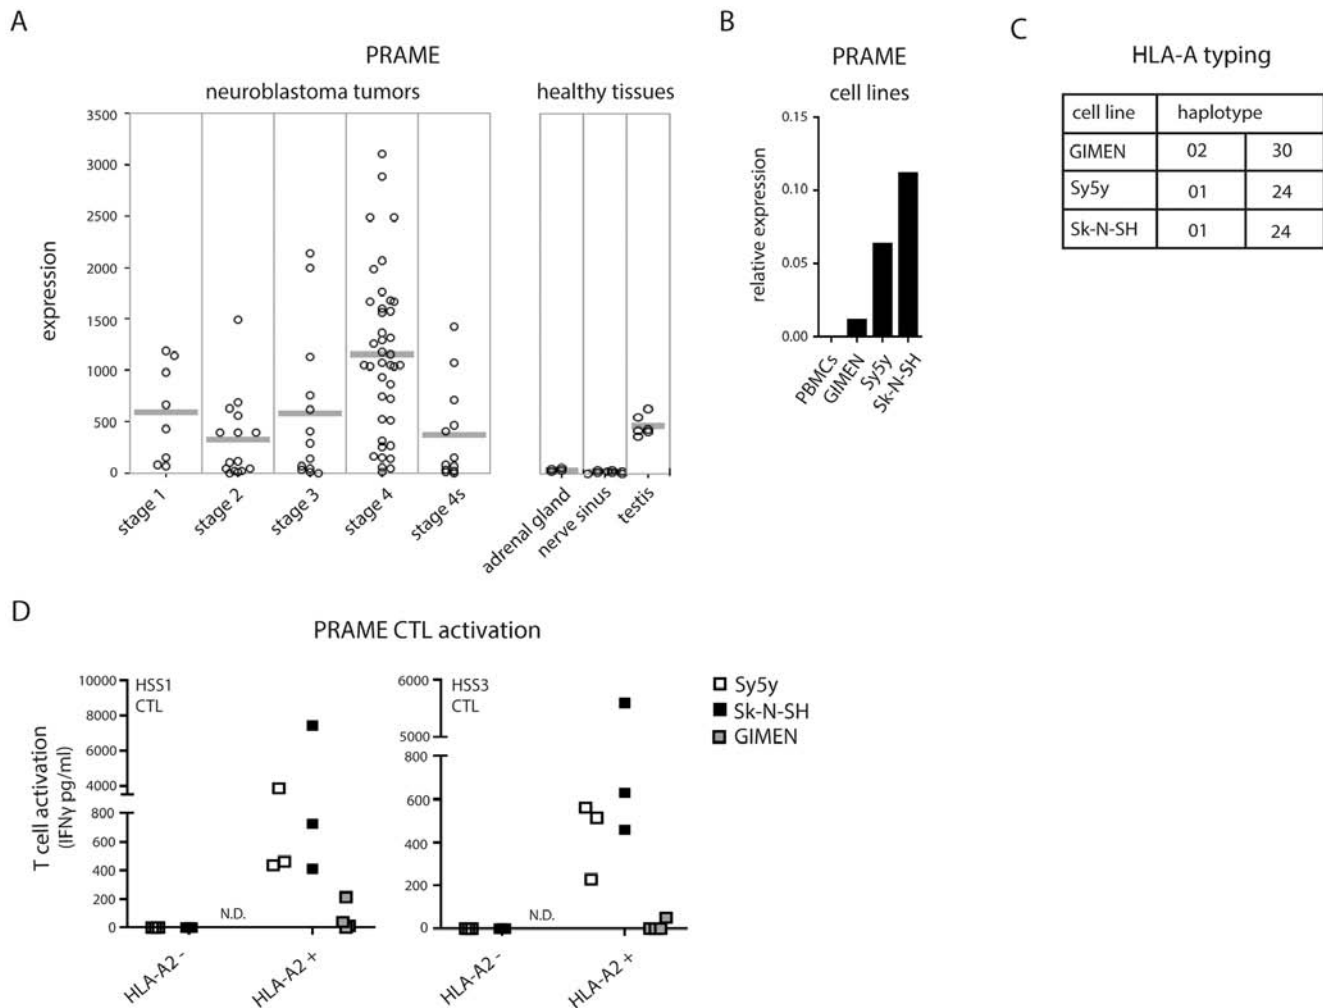 A
PRAME
neuroblastoma tumors
healthy tissues
expression
3500
3000
2500
2000
1500
1000
500
0
stage 1
stage 2
stage 3
stage 4
stage 4s
adrenal gland
nerve sinus
testis
B
PRAME
cell lines
relative expression
0.15
0.10
0.05
0.00
PBMCs
GIMEN
Sy5y
Sk-N-SH
C
HLA-A typing
cell line haplotype
GIMEN 02 30
Sy5y 01 24
Sk-N-SH 01 24
D
PRAME CTL activation
T cell activation
(IFNγ pg/ml)
HSS1
CTL
10000
8000
6000
4000
800
600
400
200
0
N.D.
HLA-A2 -
HLA-A2 +
HSS3
CTL
6000
5000
800
600
400
200
0
N.D.
HLA-A2 -
HLA-A2 +
Sy5y
Sk-N-SH
GIMEN